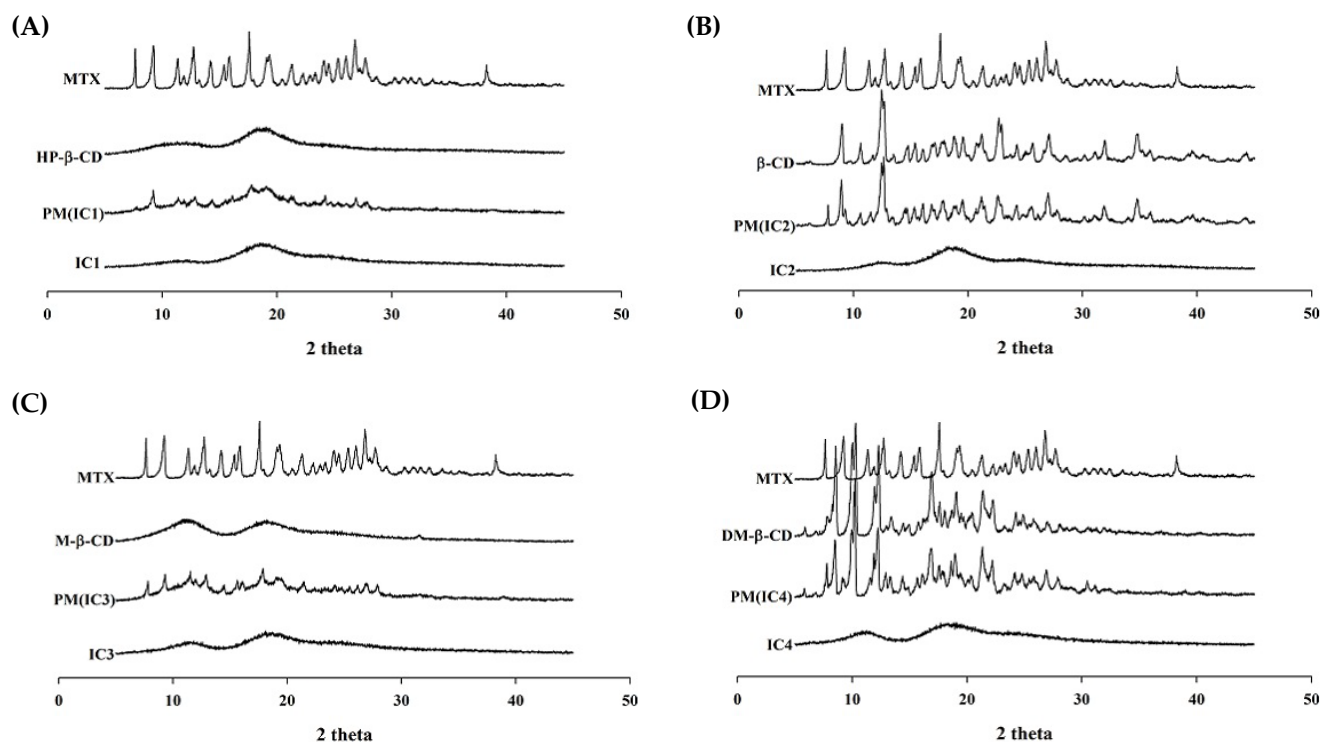 (A)
MTX
HP-β-CD
PM(IC1)
IC1
0 10 20 30 40 50
2 theta
(B)
MTX
β-CD
PM(IC2)
IC2
0 10 20 30 40 50
2 theta
(C)
MTX
M-β-CD
PM(IC3)
IC3
0 10 20 30 40 50
2 theta
(D)
MTX
DM-β-CD
PM(IC4)
IC4
0 10 20 30 40 50
2 theta